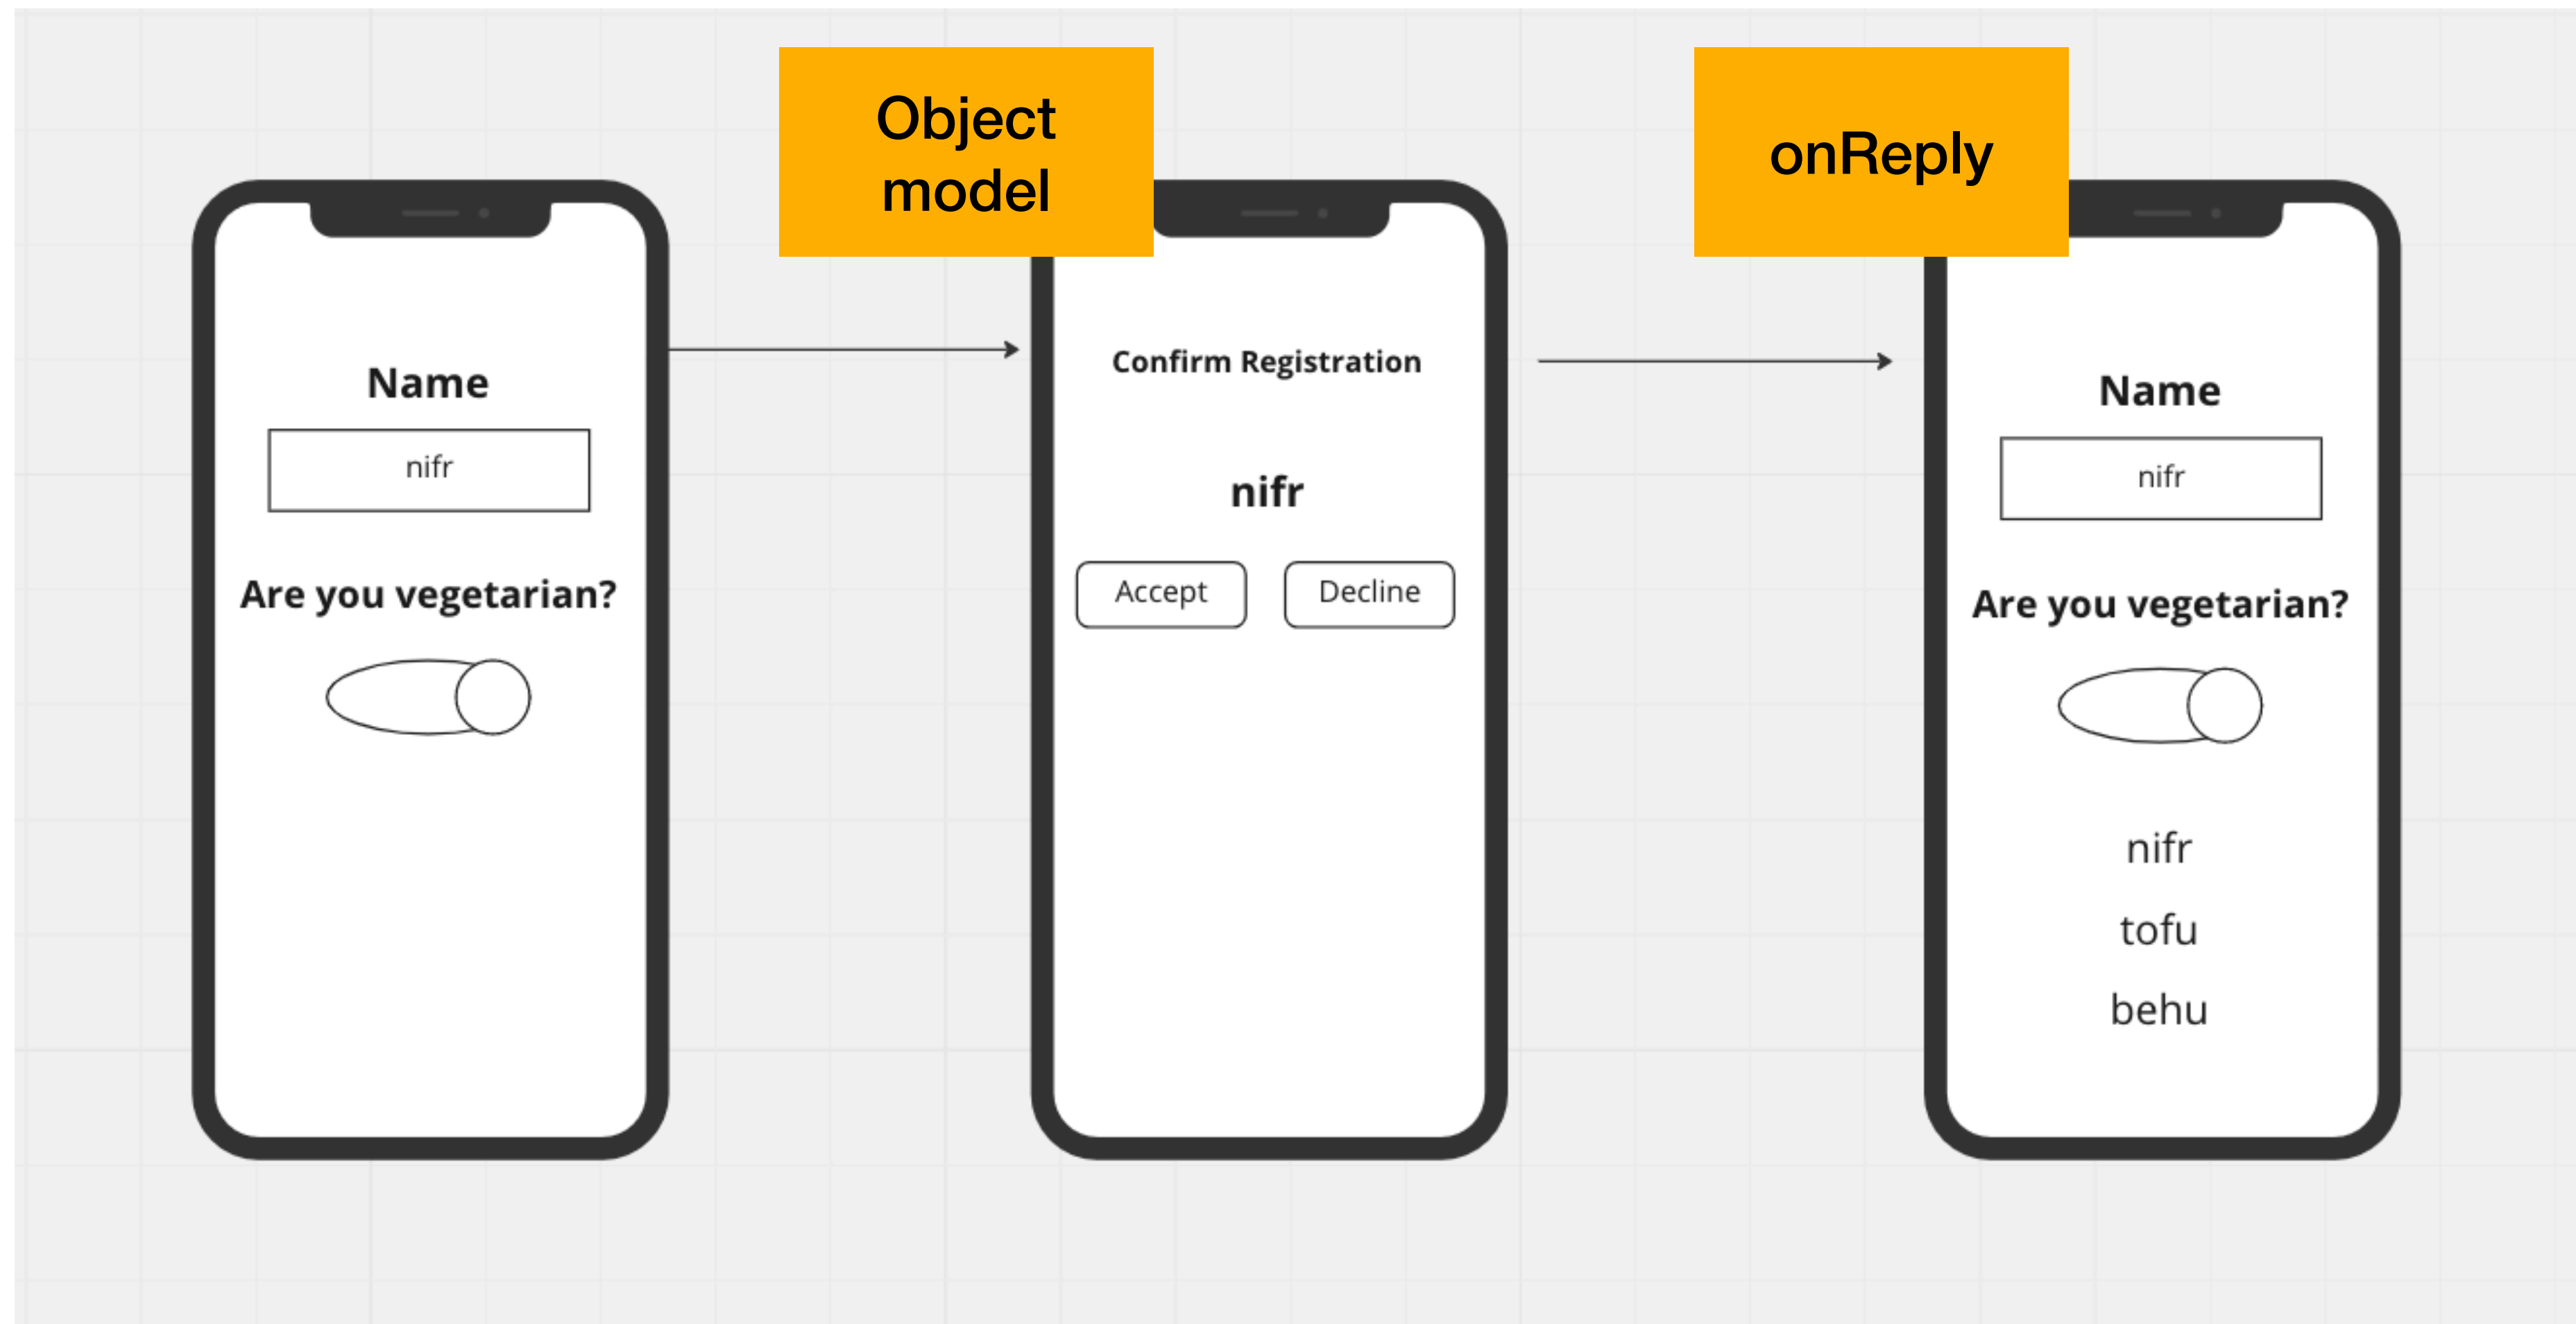 Object
model
onReply
Name
nifr
Are you vegetarian?
Confirm Registration
nifr
Accept
Decline
Name
nifr
Are you vegetarian?
nifr
tofu
behu